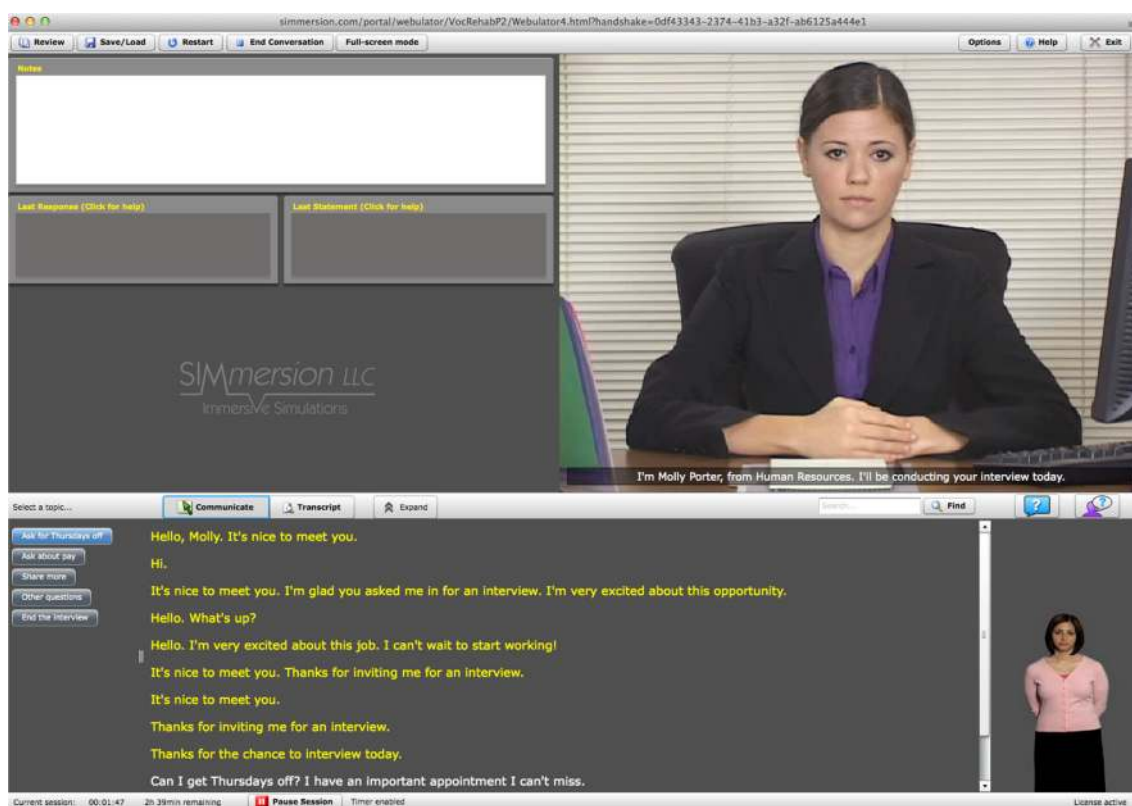 simmersion.com/portal/webulator/VocRehabP2/Webulator4.html?handshake=0df43343-2374-41b3-a32f-ab6125a444e1
Review Save/Load Restart End Conversation Full-screen mode Options Help Exit
Notes
Last Response (Click for help) Last Statement (Click for help)
SIMmersion LLC
Immersive Simulations
I'm Molly Porter, from Human Resources. I'll be conducting your interview today.
Select a topic... Communicate Transcript Expand Search... Find
Ask for Thursdays off
Ask about pay
Share more
Other questions
End the interview
Hello, Molly. It's nice to meet you.
Hi.
It's nice to meet you. I'm glad you asked me in for an interview. I'm very excited about this opportunity.
Hello. What's up?
Hello. I'm very excited about this job. I can't wait to start working!
It's nice to meet you. Thanks for inviting me for an interview.
It's nice to meet you.
Thanks for inviting me for an interview.
Thanks for the chance to interview today.
Can I get Thursdays off? I have an important appointment I can't miss.
Current session: 00:01:47 2h 39min remaining Pause Session Timer enabled License active